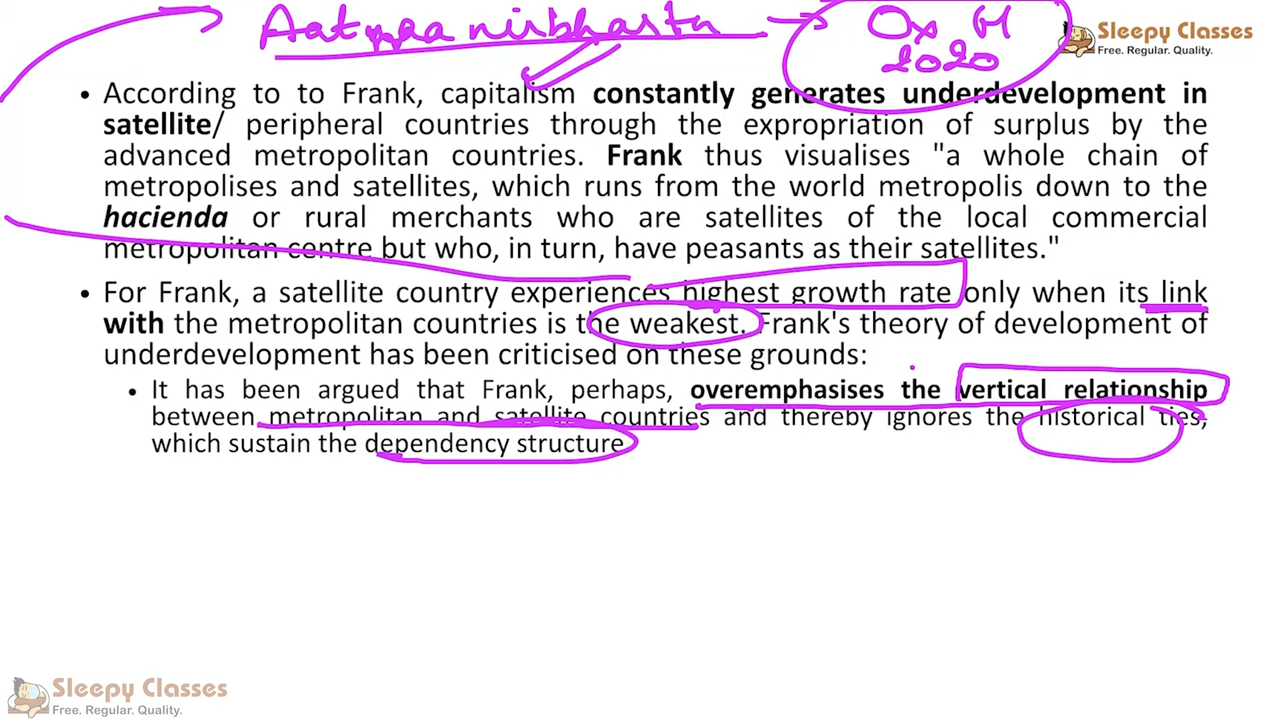 Aatmanirbharta → Ox H
2020
Sleepy Classes
Free. Regular. Quality.
• According to to Frank, capitalism constantly generates underdevelopment in
satellite/ peripheral countries through the expropriation of surplus by the
advanced metropolitan countries. Frank thus visualises "a whole chain of
metropolises and satellites, which runs from the world metropolis down to the
hacienda or rural merchants who are satellites of the local commercial
metropolitan centre but who, in turn, have peasants as their satellites."
• For Frank, a satellite country experiences highest growth rate only when its link
with the metropolitan countries is the weakest. Frank's theory of development of
underdevelopment has been criticised on these grounds:
• It has been argued that Frank, perhaps, overemphasises the vertical relationship
between metropolitan and satellite countries and thereby ignores the historical ties,
which sustain the dependency structure
Sleepy Classes
Free. Regular. Quality.